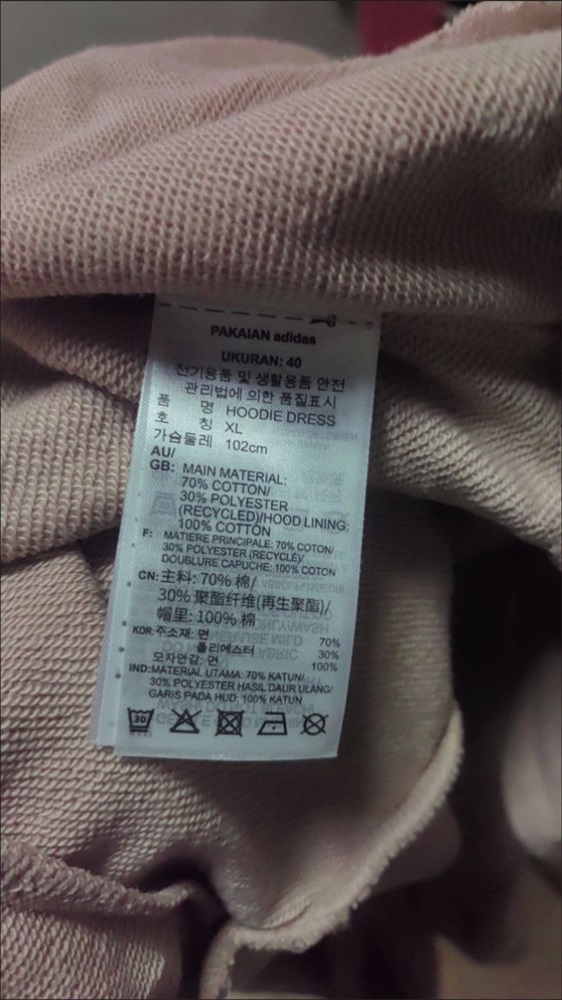 PAKAIAN adidas
UKURAN: 40
전기용품 및 생활용품 안전
관리법에 의한 품질표시
품 명 HOODIE DRESS
호 칭 XL
가슴둘레 102cm
AU/
GB: MAIN MATERIAL:
70% COTTON/
30% POLYESTER
(RECYCLED)/HOOD LINING:
100% COTTON
F: MATIERE PRINCIPALE: 70% COTON/
30% POLYESTER (RECYCLÉ)/
DOUBLURE CAPUCHE: 100% COTON
CN: 主料: 70% 棉/
30% 聚酯纤维(再生聚酯)/
帽里: 100% 棉
KOR: 주소재: 면 70%
폴리에스터 30%
모자안감: 면 100%
IND: MATERIAL UTAMA: 70% KATUN/
30% POLYESTER HASIL DAUR ULANG/
GARIS PADA HUD: 100% KATUN
30